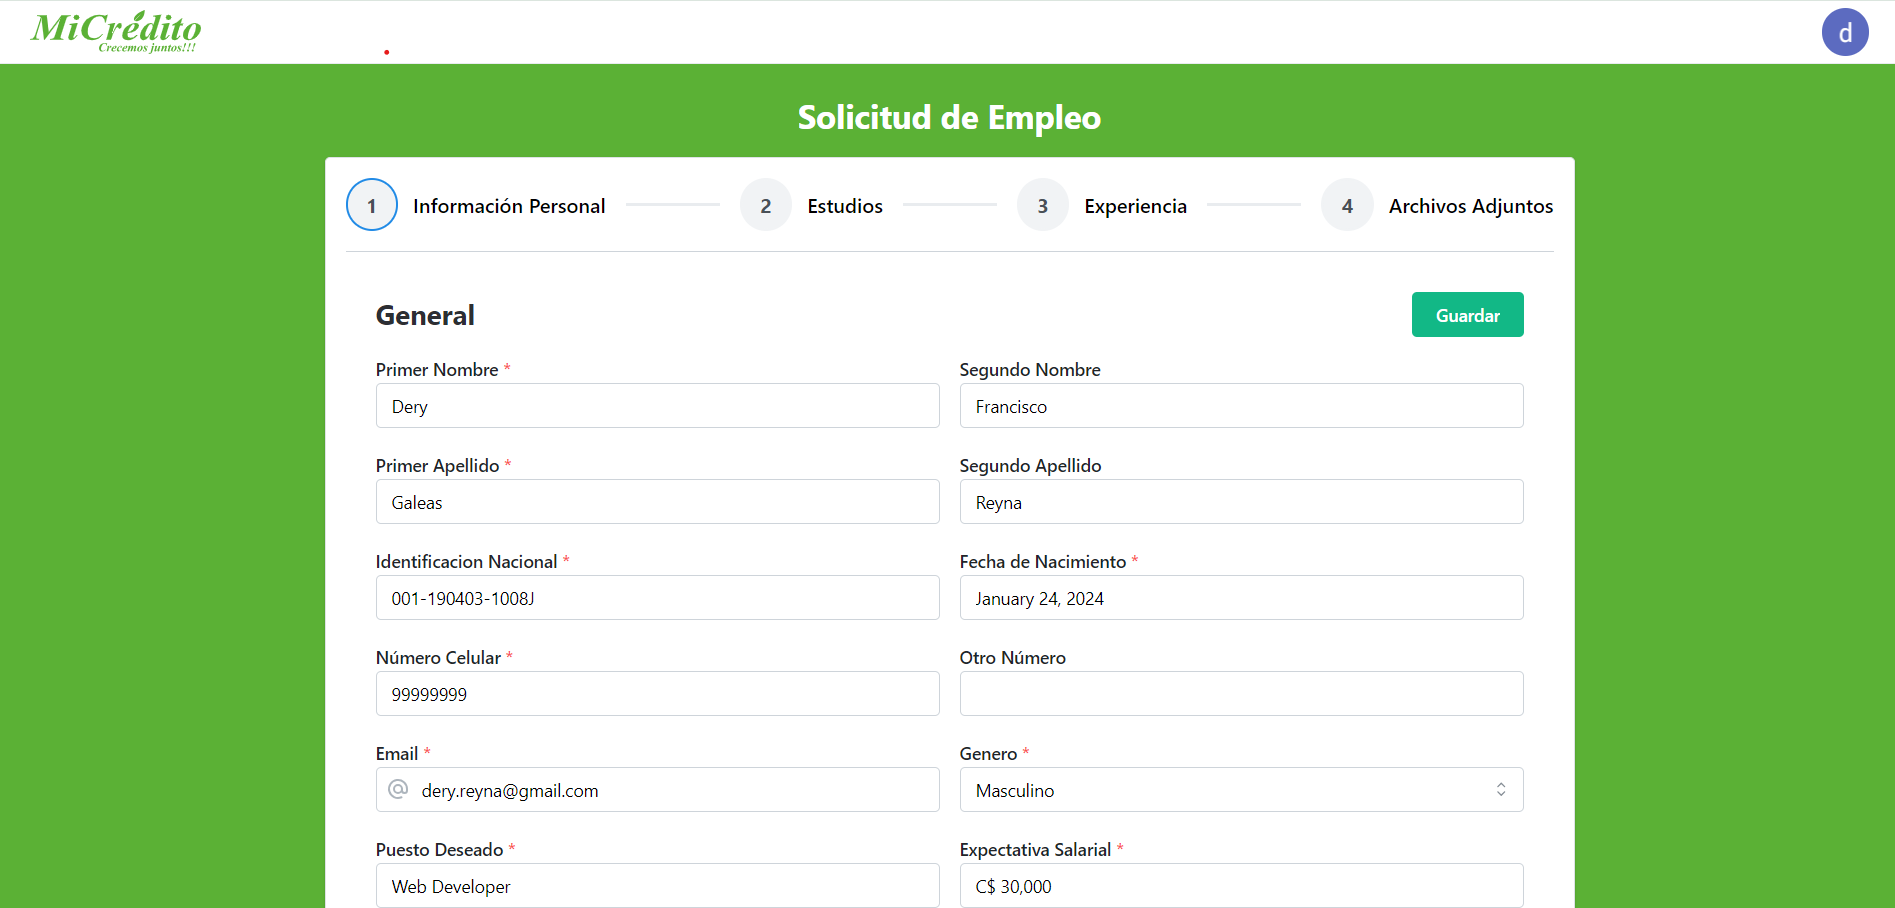 MiCrédito
Crecemos juntos!!!
d
Solicitud de Empleo
1 Información Personal 2 Estudios 3 Experiencia 4 Archivos Adjuntos
General Guardar
Primer Nombre * Segundo Nombre
Dery Francisco
Primer Apellido * Segundo Apellido
Galeas Reyna
Identificacion Nacional * Fecha de Nacimiento *
001-190403-1008J January 24, 2024
Número Celular * Otro Número
99999999
Email * Genero *
@ dery.reyna@gmail.com Masculino
Puesto Deseado * Expectativa Salarial *
Web Developer C$ 30,000